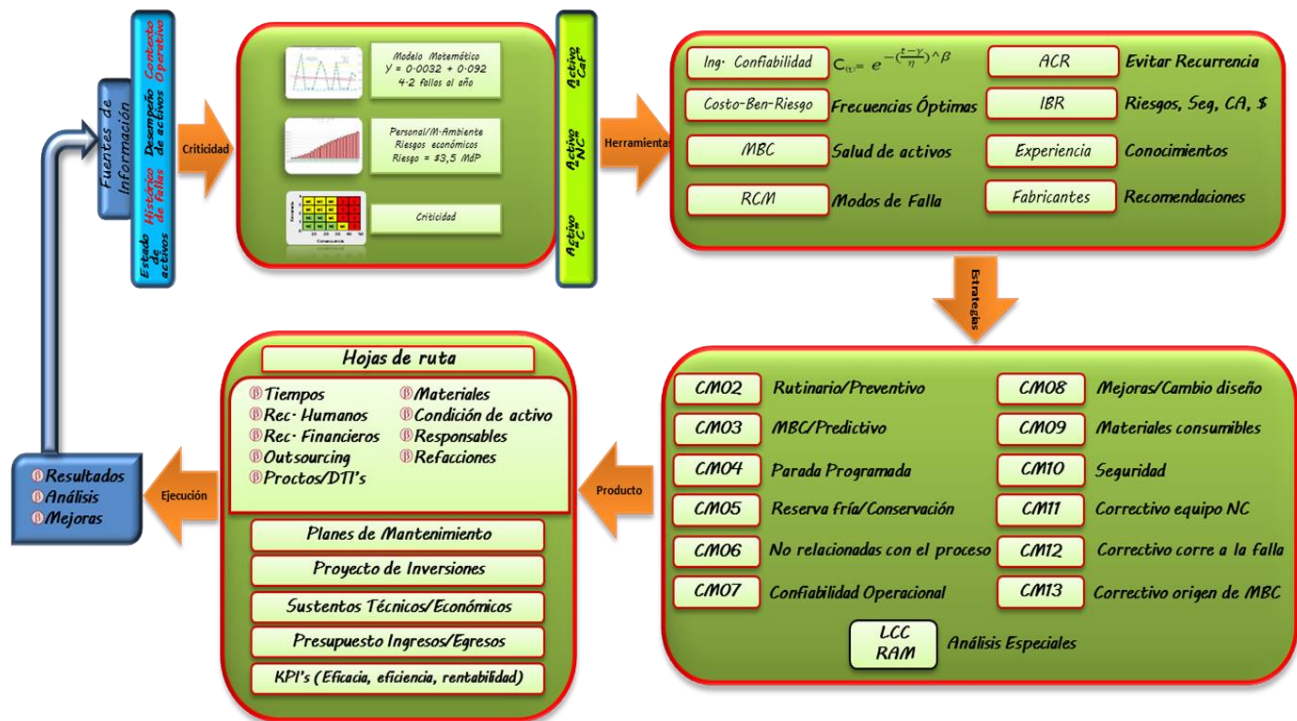 Fuentes de
Información
Estado
de
activos
Histórico
de fallas
Desempeño
de activos
Contexto
Operativo
Criticidad
Modelo Matemático
Y = 0.0032 + 0.092
4.2 fallas al año
Personal/M.Ambiente
Riesgos económicos
Riesgo = $3,5 MdP
Criticidad
Activo
"C"
Activo
"NC"
Activo
"CaF"
Herramientas
Ing. Confiabilidad
C(t)= e^-((t-γ)/η)^β
Costo-Ben-Riesgo
Frecuencias Óptimas
MBC
Salud de activos
RCM
Modos de Falla
ACR
Evitar Recurrencia
IBR
Riesgos, Seg, CA, $
Experiencia
Conocimientos
Fabricantes
Recomendaciones
Estrategias
CM02
Rutinario/Preventivo
CM03
MBC/Predictivo
CM04
Parada Programada
CM05
Reserva fría/Conservación
CM06
No relacionadas con el proceso
CM07
Confiabilidad Operacional
CM08
Mejoras/Cambio diseño
CM09
Materiales consumibles
CM10
Seguridad
CM11
Correctivo equipo NC
CM12
Correctivo corre a la falla
CM13
Correctivo origen de MBC
LCC
RAM
Análisis Especiales
Producto
Hojas de ruta
Tiempos
Rec. Humanos
Rec. Financieros
Outsourcing
Proctos/DTI's
Materiales
Condición de activo
Responsables
Refacciones
Planes de Mantenimiento
Proyecto de Inversiones
Sustentos Técnicos/Económicos
Presupuesto Ingresos/Egresos
KPI's (Eficacia, eficiencia, rentabilidad)
Ejecución
Resultados
Análisis
Mejoras